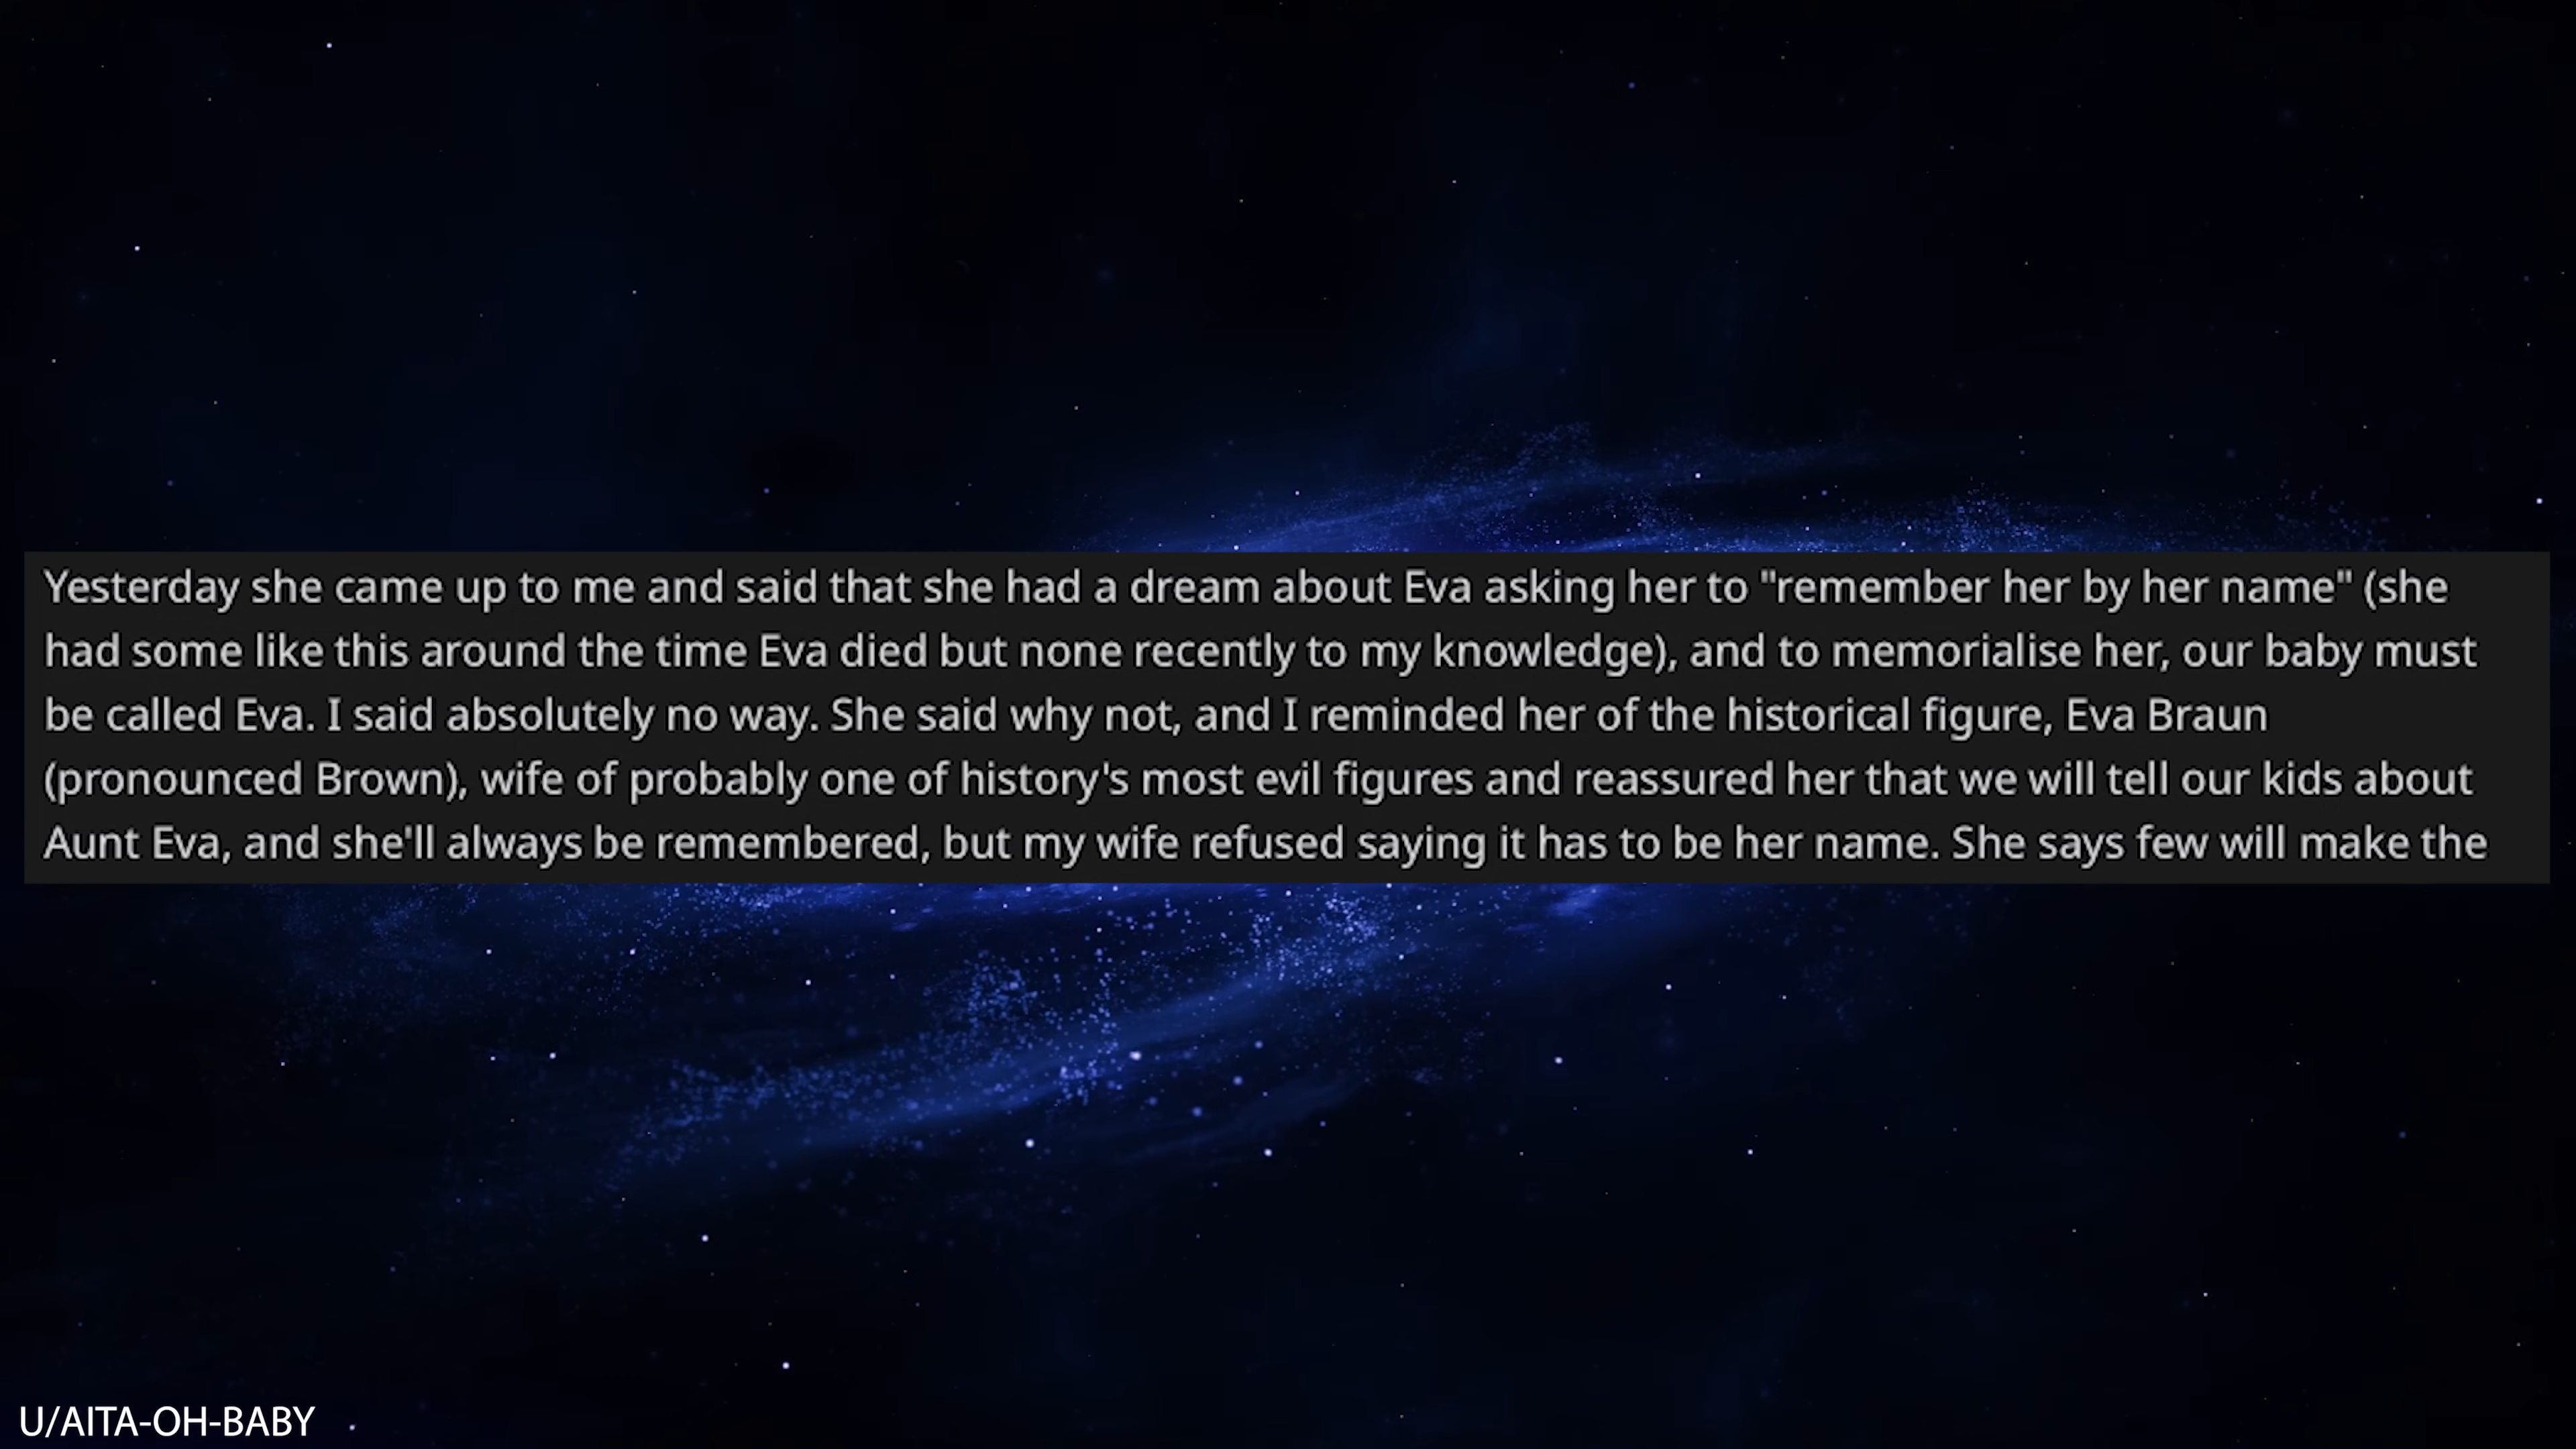 Yesterday she came up to me and said that she had a dream about Eva asking her to "remember her by her name" (she
had some like this around the time Eva died but none recently to my knowledge), and to memorialise her, our baby must
be called Eva. I said absolutely no way. She said why not, and I reminded her of the historical figure, Eva Braun
(pronounced Brown), wife of probably one of history's most evil figures and reassured her that we will tell our kids about
Aunt Eva, and she'll always be remembered, but my wife refused saying it has to be her name. She says few will make the
U/AITA-OH-BABY